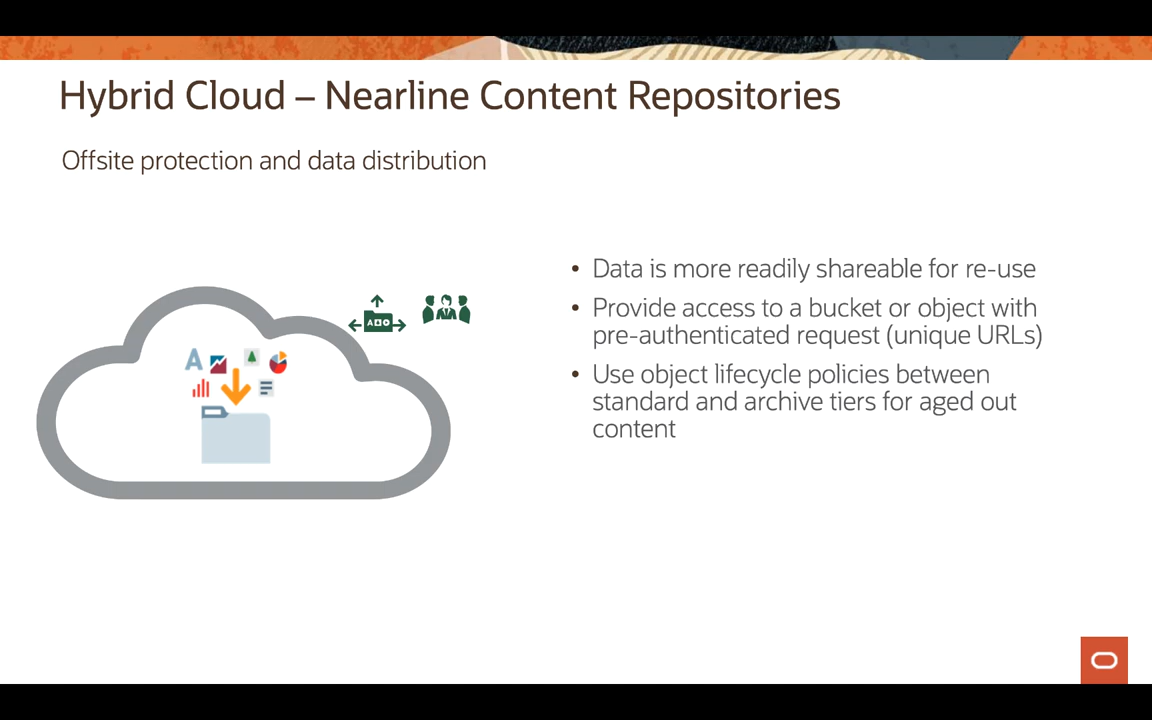 Hybrid Cloud – Nearline Content Repositories
Offsite protection and data distribution
• Data is more readily shareable for re-use
• Provide access to a bucket or object with
pre-authenticated request (unique URLs)
• Use object lifecycle policies between
standard and archive tiers for aged out
content
A
A